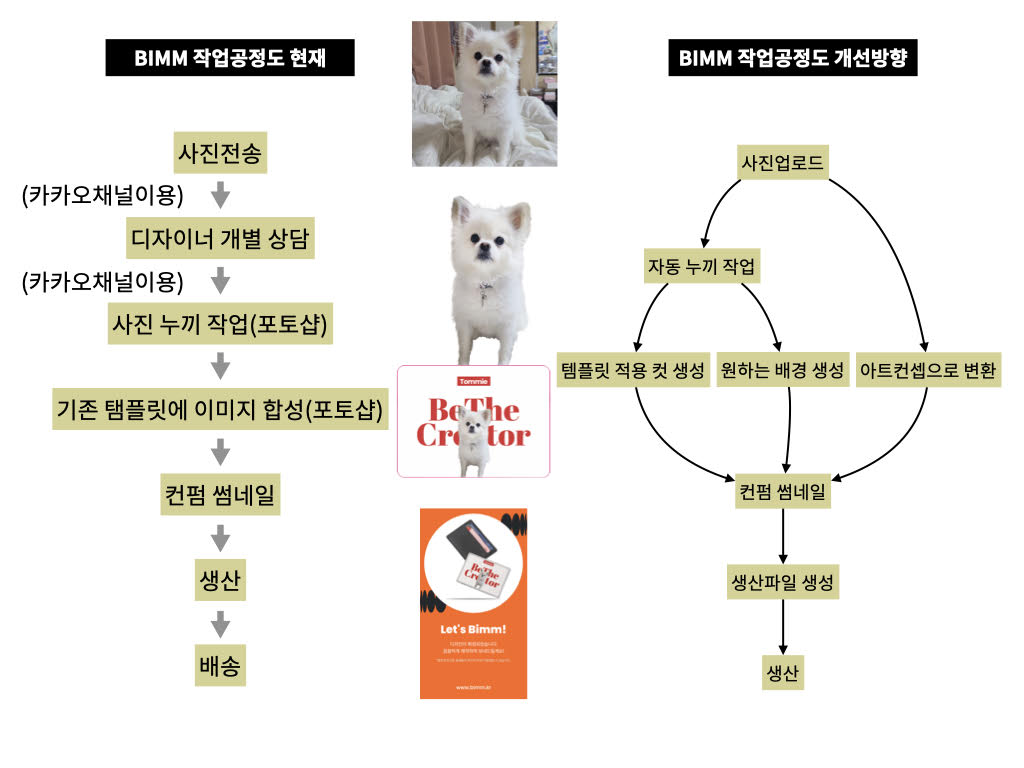 BIMM 작업공정도 현재
사진전송
(카카오채널이용)
디자이너 개별 상담
(카카오채널이용)
사진 누끼 작업(포토샵)
기존 탬플릿에 이미지 합성(포토샵)
컨펌 썸네일
생산
배송
Tommie
BeThe
Creator
BeThe
Creator
Let's Bimm!
www.bimm.kr
BIMM 작업공정도 개선방향
사진업로드
자동 누끼 작업
템플릿 적용 컷 생성
원하는 배경 생성
아트컨셉으로 변환
컨펌 썸네일
생산파일 생성
생산